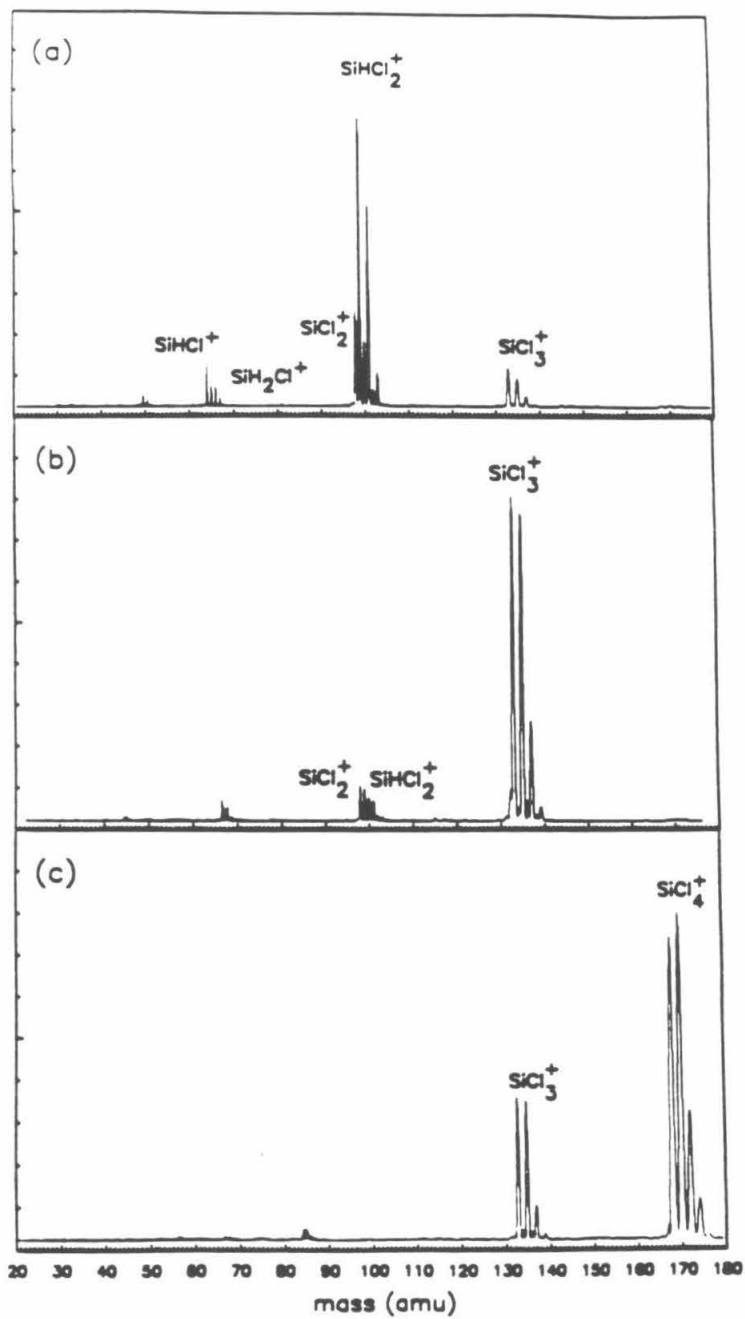 (a)
SiHCl₂⁺
SiCl₂⁺
SiHCl⁺
SiH₂Cl⁺
SiCl₃⁺
(b)
SiCl₃⁺
SiCl₂⁺ SiHCl₂⁺
(c)
SiCl₄⁺
SiCl₃⁺
20 30 40 50 60 70 80 90 100 110 120 130 140 150 160 170 180
mass (amu)